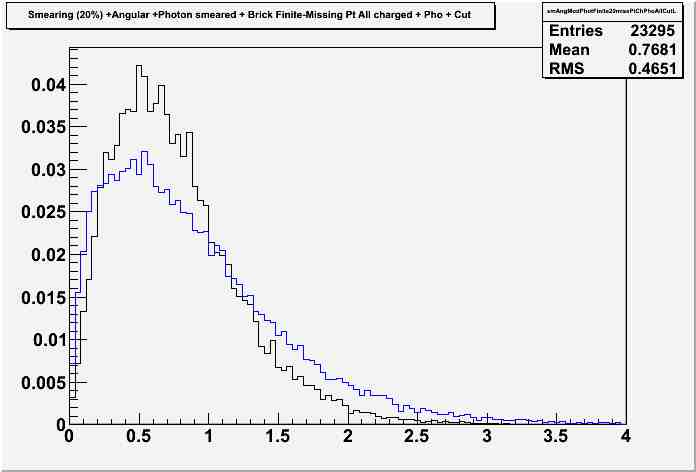 Smearing (20%) +Angular +Photon smeared + Brick Finite-Missing Pt All charged + Pho + Cut
Entries 23295
Mean 0.7681
RMS 0.4651
0.04
0.035
0.03
0.025
0.02
0.015
0.01
0.005
0
0 0.5 1 1.5 2 2.5 3 3.5 4